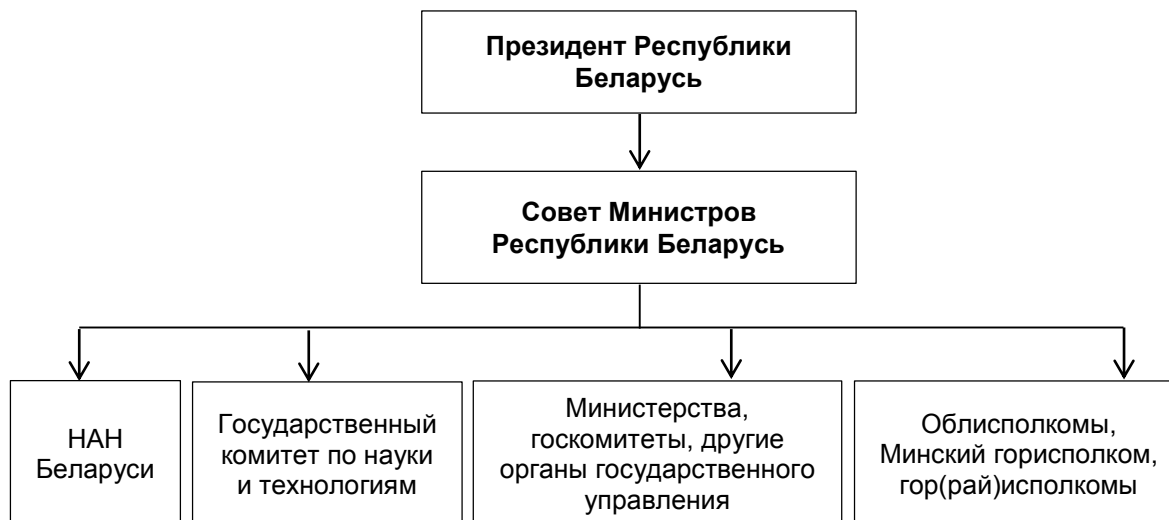 Президент Республики
Беларусь
Совет Министров
Республики Беларусь
НАН
Беларуси
Государственный
комитет по науки
и технологиям
Министерства,
госкомитеты, другие
органы государственного
управления
Облисполкомы,
Минский горисполком,
гор(рай)исполкомы